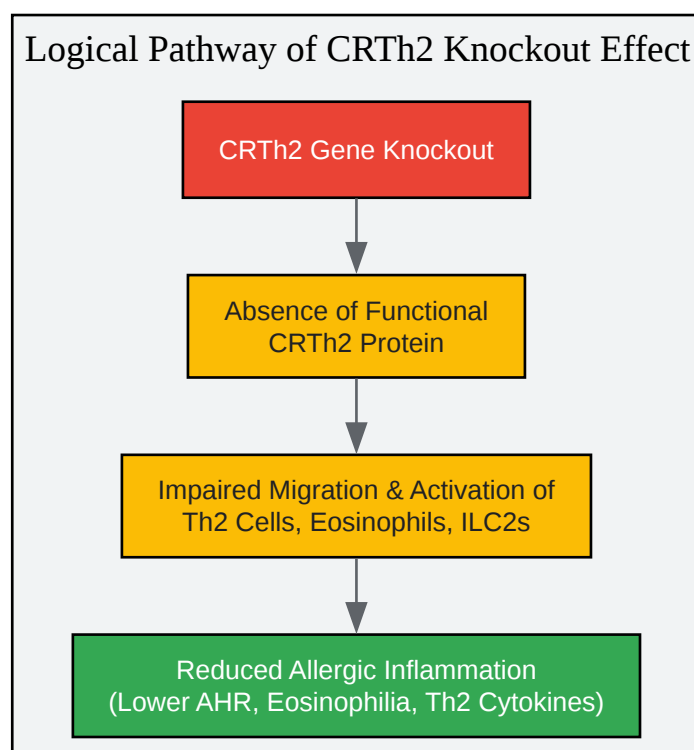 Logical Pathway of CRTh2 Knockout Effect
CRTh2 Gene Knockout
Absence of Functional
CRTh2 Protein
Impaired Migration & Activation of
Th2 Cells, Eosinophils, ILC2s
Reduced Allergic Inflammation
(Lower AHR, Eosinophilia, Th2 Cytokines)